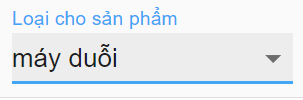 Loại cho sản phẩm
máy duỗi